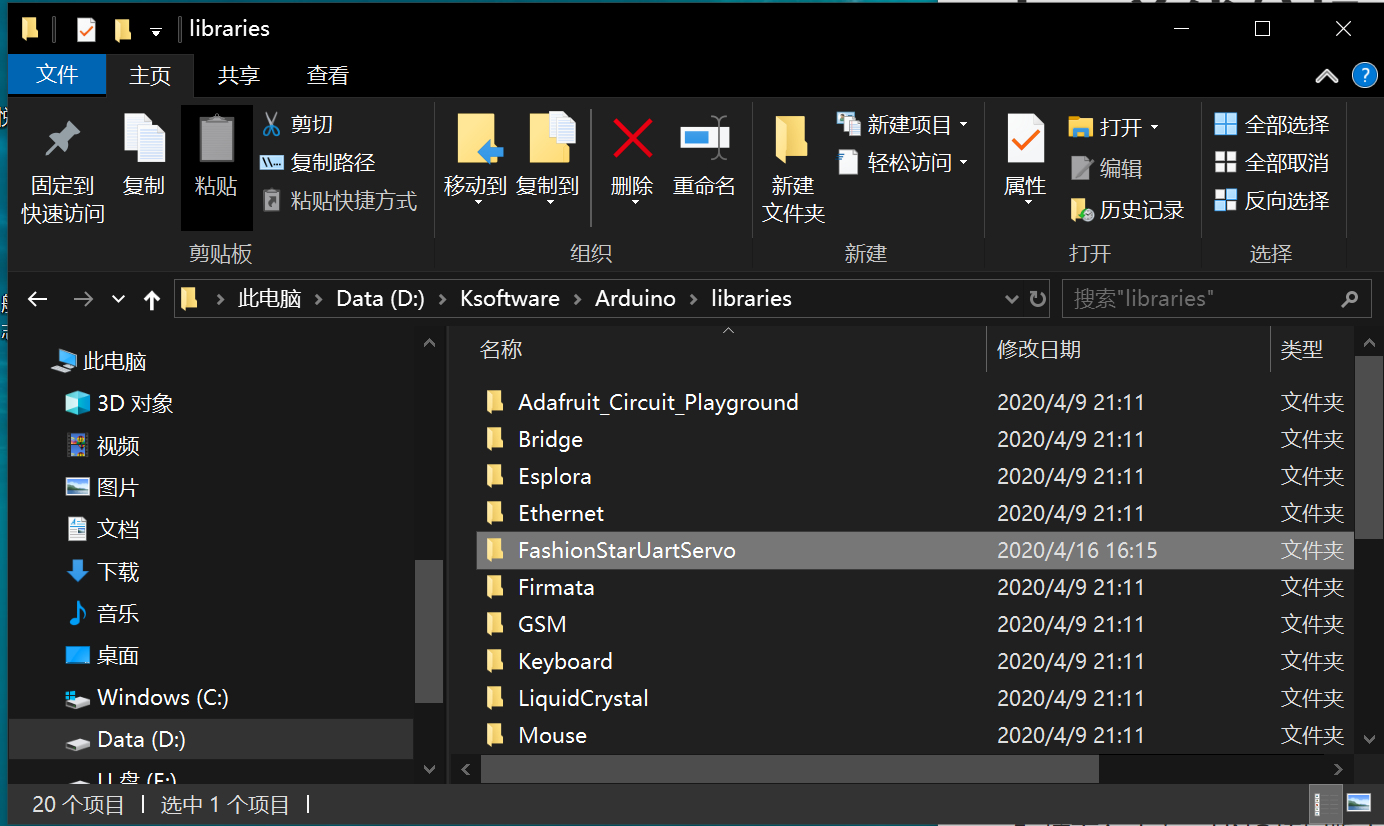 libraries
文件 主页 共享 查看
固定到
快速访问
复制
粘贴
剪切
复制路径
粘贴快捷方式
剪贴板
移动到
复制到
删除
重命名
组织
新建
文件夹
新建项目
轻松访问
新建
属性
打开
编辑
历史记录
打开
全部选择
全部取消
反向选择
选择
此电脑 > Data (D:) > Ksoftware > Arduino > libraries
搜索"libraries"
此电脑
3D 对象
视频
图片
文档
下载
音乐
桌面
Windows (C:)
Data (D:)
U 盘 (F:)
名称 修改日期 类型
Adafruit_Circuit_Playground 2020/4/9 21:11 文件夹
Bridge 2020/4/9 21:11 文件夹
Esplora 2020/4/9 21:11 文件夹
Ethernet 2020/4/9 21:11 文件夹
FashionStarUartServo 2020/4/16 16:15 文件夹
Firmata 2020/4/9 21:11 文件夹
GSM 2020/4/9 21:11 文件夹
Keyboard 2020/4/9 21:11 文件夹
LiquidCrystal 2020/4/9 21:11 文件夹
Mouse 2020/4/9 21:11 文件夹
20 个项目 选中 1 个项目